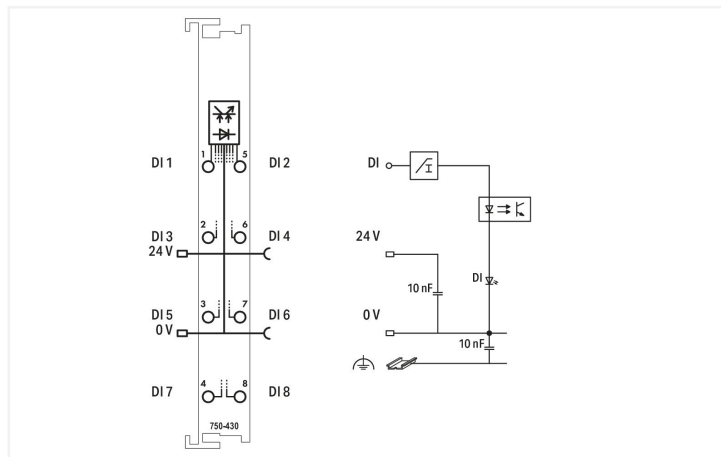 1 5
DI 1 DI 2 DI
2 6
DI 3 DI 4 24 V
24 V
DI
10 nF
3 7
DI 5 DI 6 0 V
0 V
10 nF
4 8
DI 7 DI 8
750-430